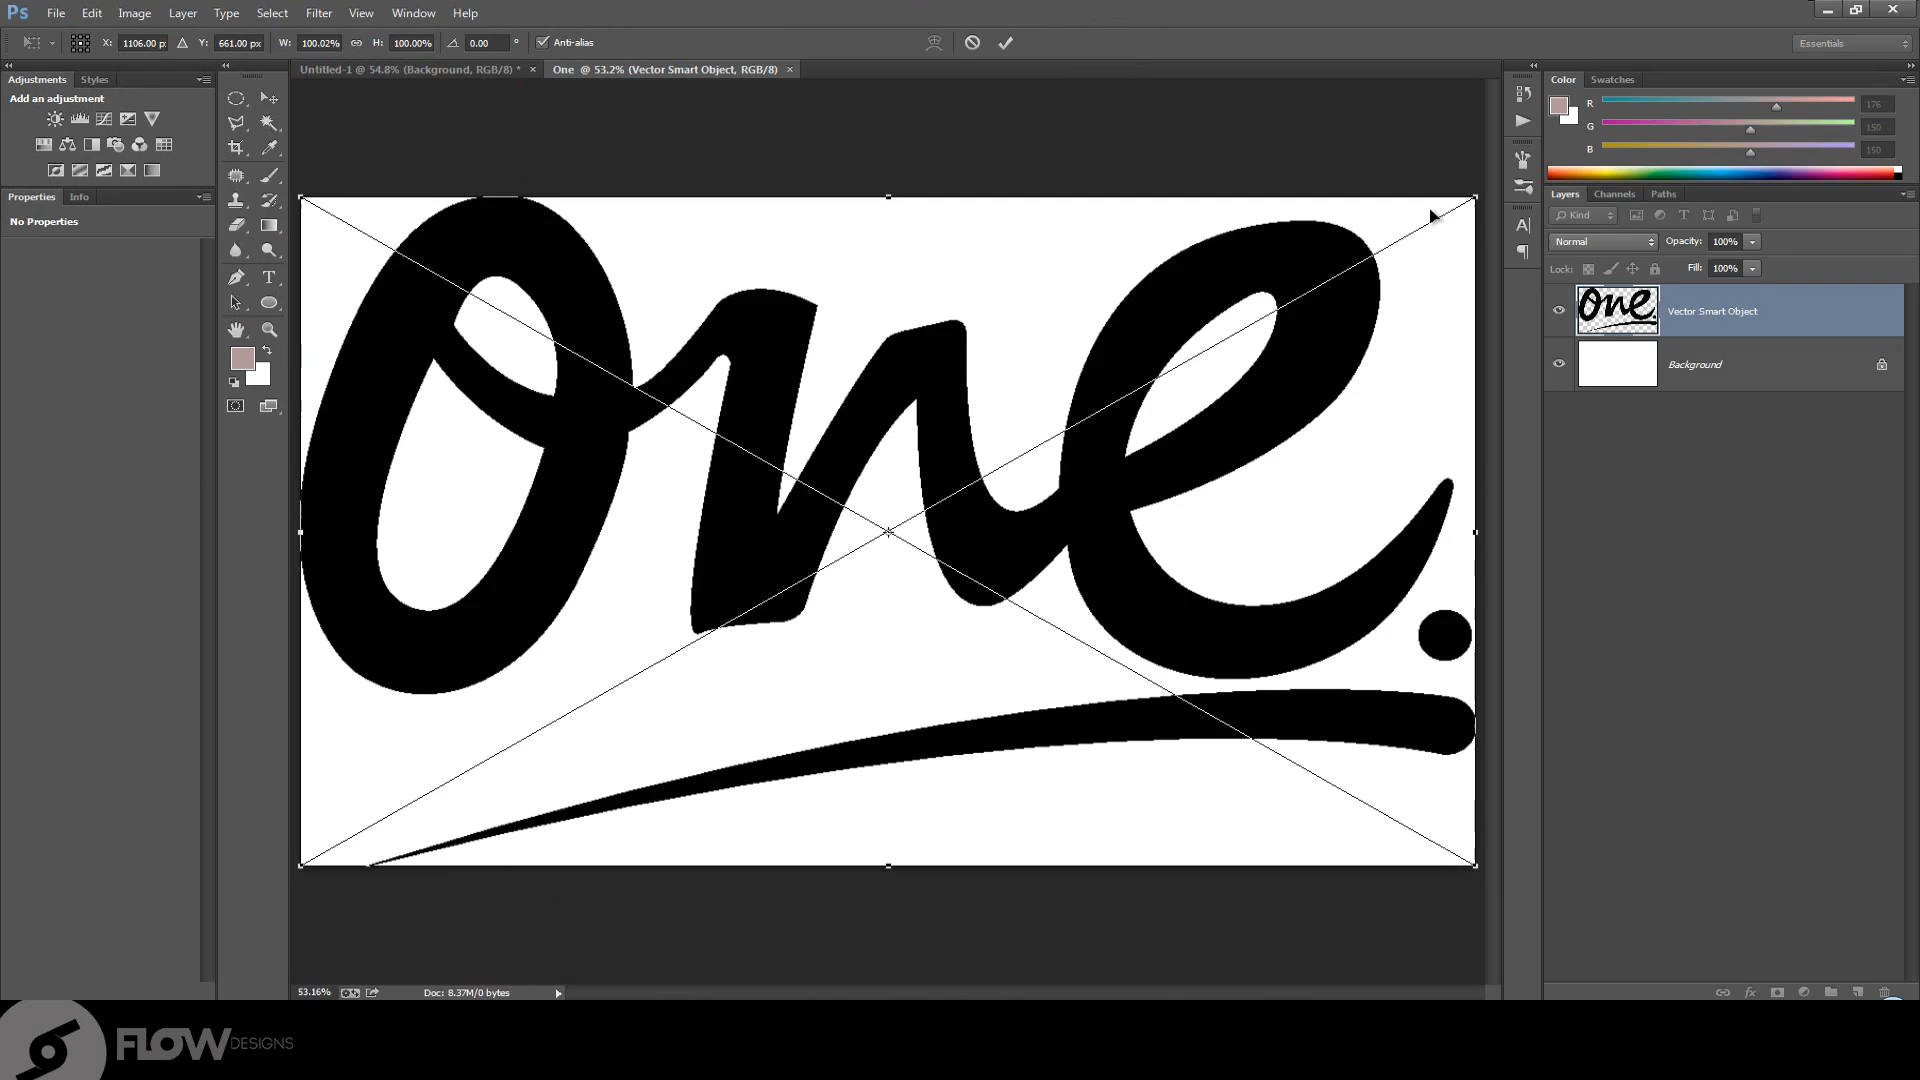 Ps File Edit Image Layer Type Select Filter View Window Help
X: 1106.00 p Y: 661.00 px W: 100.02% H: 100.00% 0.00 ° Anti-alias Essentials
Untitled-1 @ 54.8% (Background, RGB/8) * × One @ 53.2% (Vector Smart Object, RGB/8) ×
Adjustments Styles
Add an adjustment
Properties Info
No Properties
one.
Color Swatches
R 176
G 150
B 150
Layers Channels Paths
Kind
Normal Opacity: 100%
Lock: Fill: 100%
one. Vector Smart Object
Background
53.16% Doc: 8.37M/0 bytes
FLOW DESIGNS